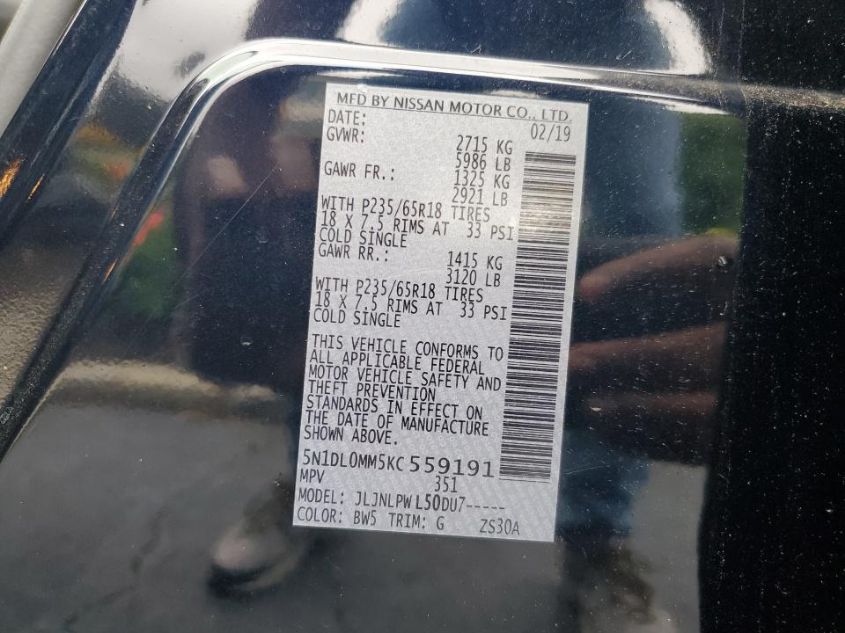 MFD BY NISSAN MOTOR CO., LTD.
DATE: 02/19
GVWR: 2715 KG
5986 LB
GAWR FR.: 1325 KG
2921 LB
WITH P235/65R18 TIRES
18 X 7.5 RIMS AT 33 PSI
COLD SINGLE
GAWR RR.: 1415 KG
3120 LB
WITH P235/65R18 TIRES
18 X 7.5 RIMS AT 33 PSI
COLD SINGLE
THIS VEHICLE CONFORMS TO
ALL APPLICABLE FEDERAL
MOTOR VEHICLE SAFETY AND
THEFT PREVENTION
STANDARDS IN EFFECT ON
THE DATE OF MANUFACTURE
SHOWN ABOVE.
5N1DL0MM5KC559191
MPV 351
MODEL: JLJNLPW L50DU7-----
COLOR: BW5 TRIM: G ZS30A